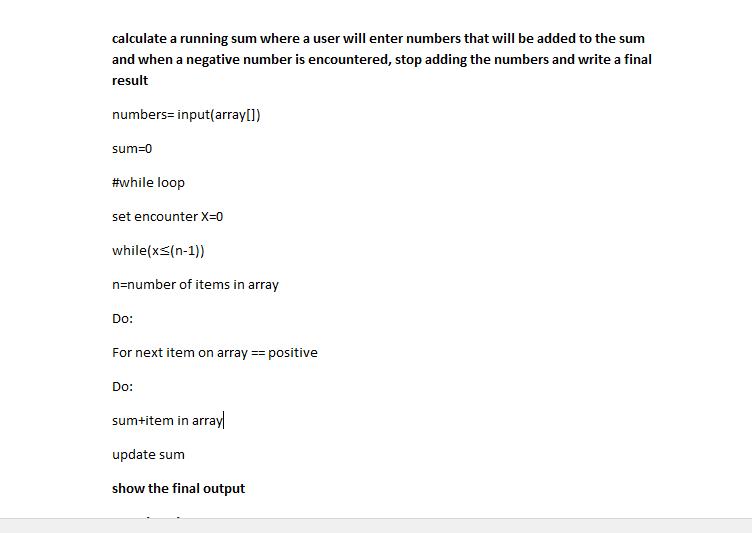 calculate a running sum where a user will enter numbers that will be added to the sum
and when a negative number is encountered, stop adding the numbers and write a final
result
numbers= input(array[])
sum=0
#while loop
set encounter X=0
while(x≤(n-1))
n=number of items in array
Do:
For next item on array == positive
Do:
sum+item in array
update sum
show the final output